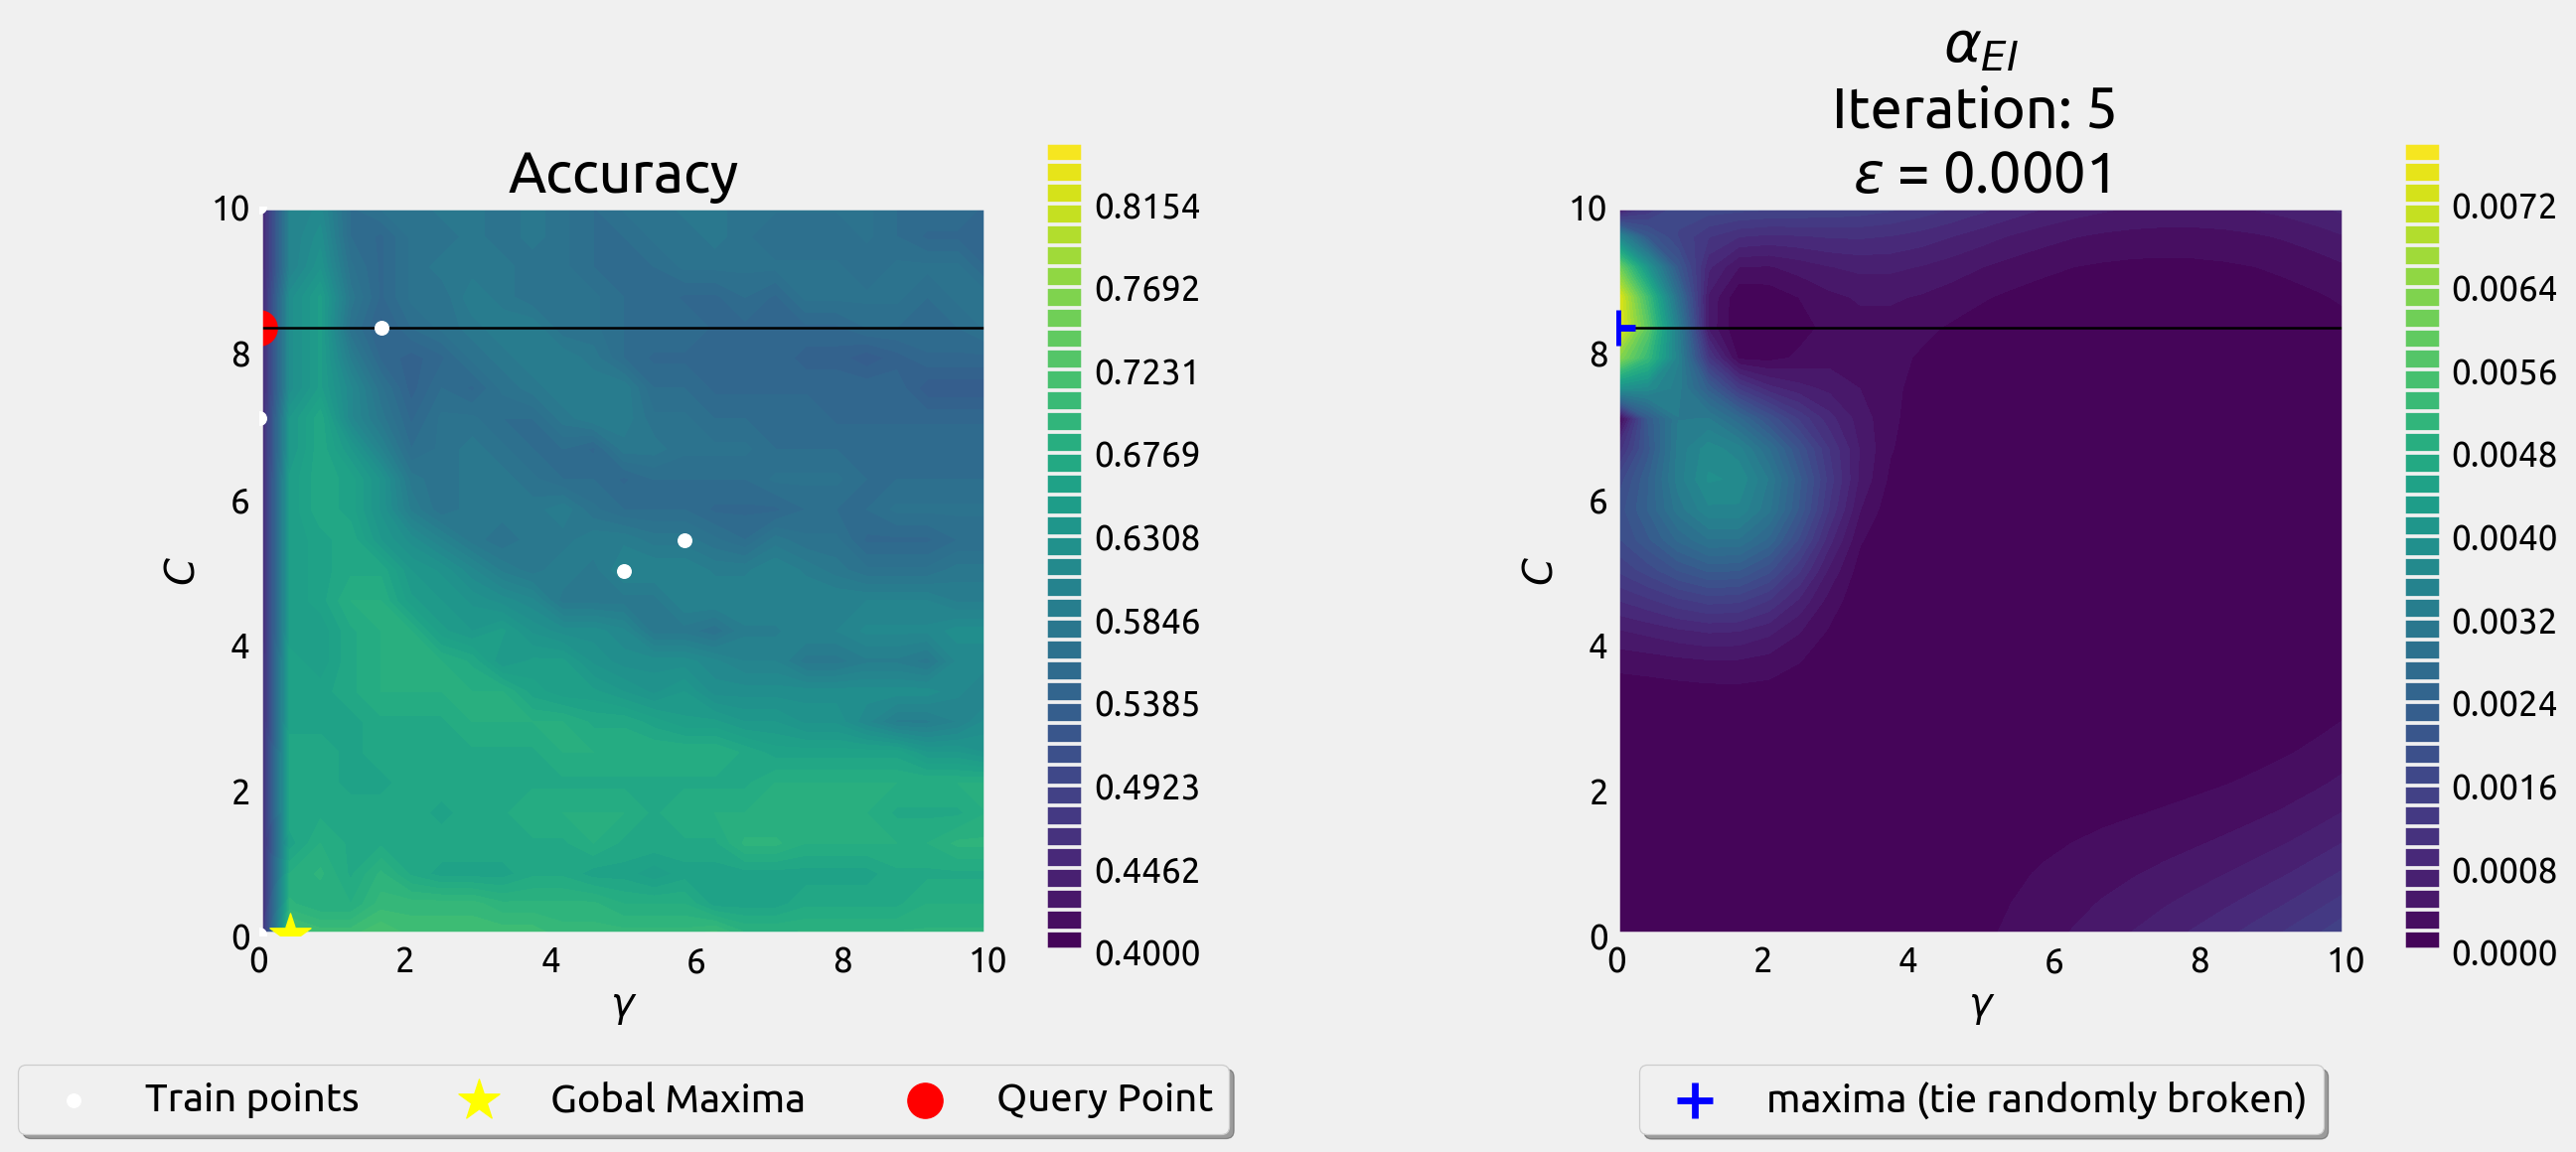 Accuracy
10
8
6
4
2
0
C
0 2 4 6 8 10
γ
0.8154
0.7692
0.7231
0.6769
0.6308
0.5846
0.5385
0.4923
0.4462
0.4000
Train points
Gobal Maxima
Query Point
α_EI
Iteration: 5
ε = 0.0001
10
8
6
4
2
0
C
0 2 4 6 8 10
γ
0.0072
0.0064
0.0056
0.0048
0.0040
0.0032
0.0024
0.0016
0.0008
0.0000
maxima (tie randomly broken)